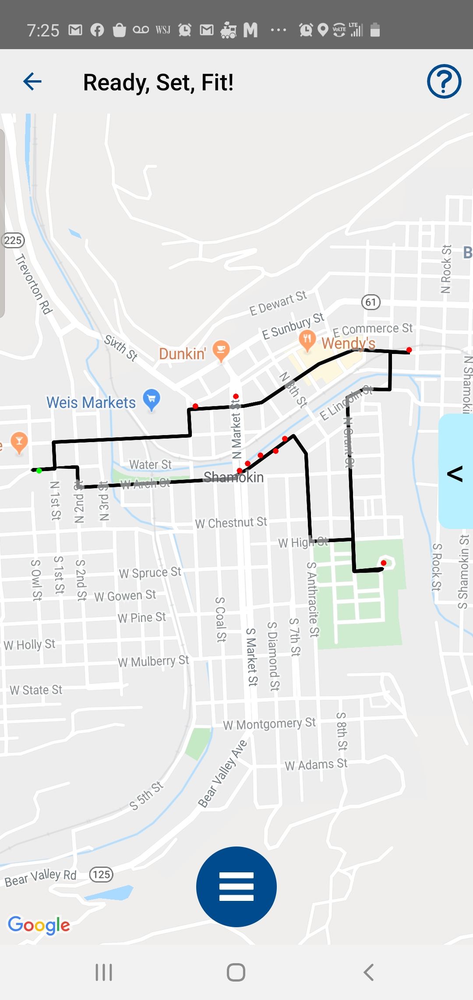 7:25
WSJ
M
VoLTE
LTE
Ready, Set, Fit!
?
225
Trevorton Rd
N Rock St
B
E Dewart St
61
E Sunbury St
E Commerce St
Sixth St
Dunkin'
Wendy's
N 8th St
N Shamokin
Weis Markets
E Lincoln St
N Market St
N Grant St
e
Water St
Shamokin
<
W Arch St
N 1st St
N 2nd St
N 3rd St
W Chestnut St
W High St
S Rock St
S Shamokin St
S Owl St
S 1st St
S 2nd St
W Spruce St
S Anthracite St
W Gowen St
S Coal St
W Pine St
S 7th St
S Diamond St
S Market St
W Holly St
W Mulberry St
W State St
W Montgomery St
S 8th St
Bear Valley Ave
W Adams St
S 5th St
Bear Valley Rd
125
Google